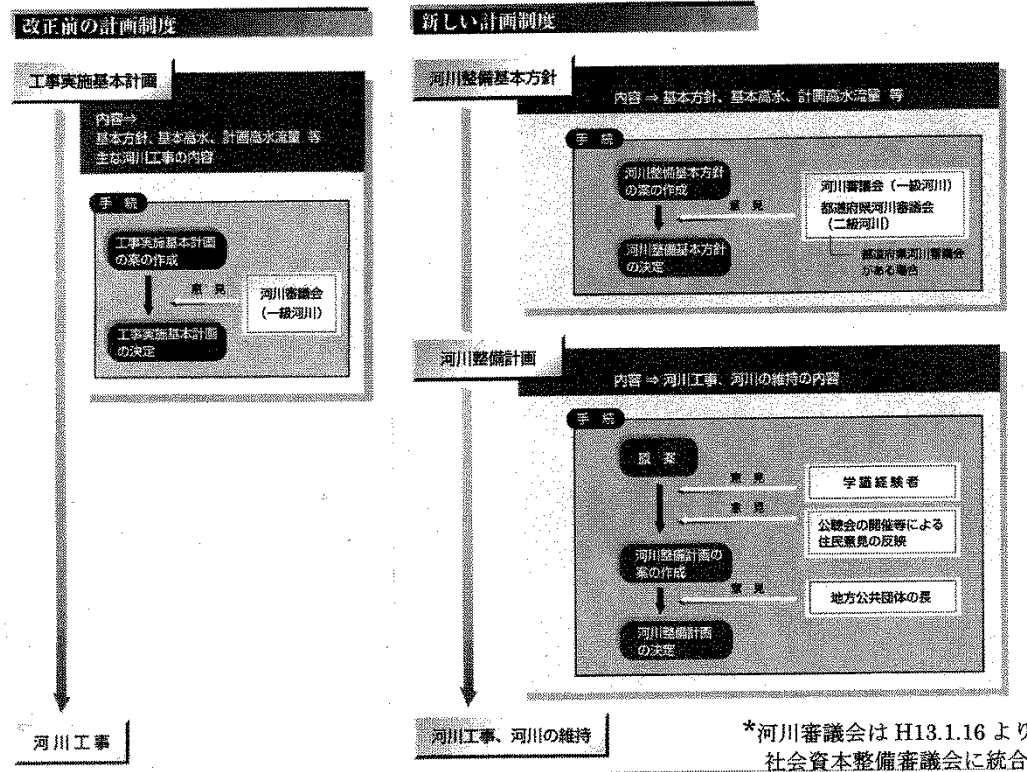 改正前の計画制度
工事実施基本計画
内容⇒
基本方針、基本高水、計画高水流量 等
主な河川工事の内容
手 続
工事実施基本計画
の案の作成
意 見
河川審議会
(一級河川)
工事実施基本計画
の決定
河川工事
新しい計画制度
河川整備基本方針
内容 ⇒ 基本方針、基本高水、計画高水流量 等
手 続
河川整備基本方針
の案の作成
意 見
河川審議会(一級河川)
都道府県河川審議会
(二級河川)
都道府県河川審議会
がある場合
河川整備基本方針
の決定
河川整備計画
内容 ⇒ 河川工事、河川の維持の内容
手 続
原 案
意 見
学識経験者
意 見
公聴会の開催等による
住民意見の反映
河川整備計画の
案の作成
意 見
地方公共団体の長
河川整備計画
の決定
河川工事、河川の維持
*河川審議会は H13.1.16 より
社会資本整備審議会に統合